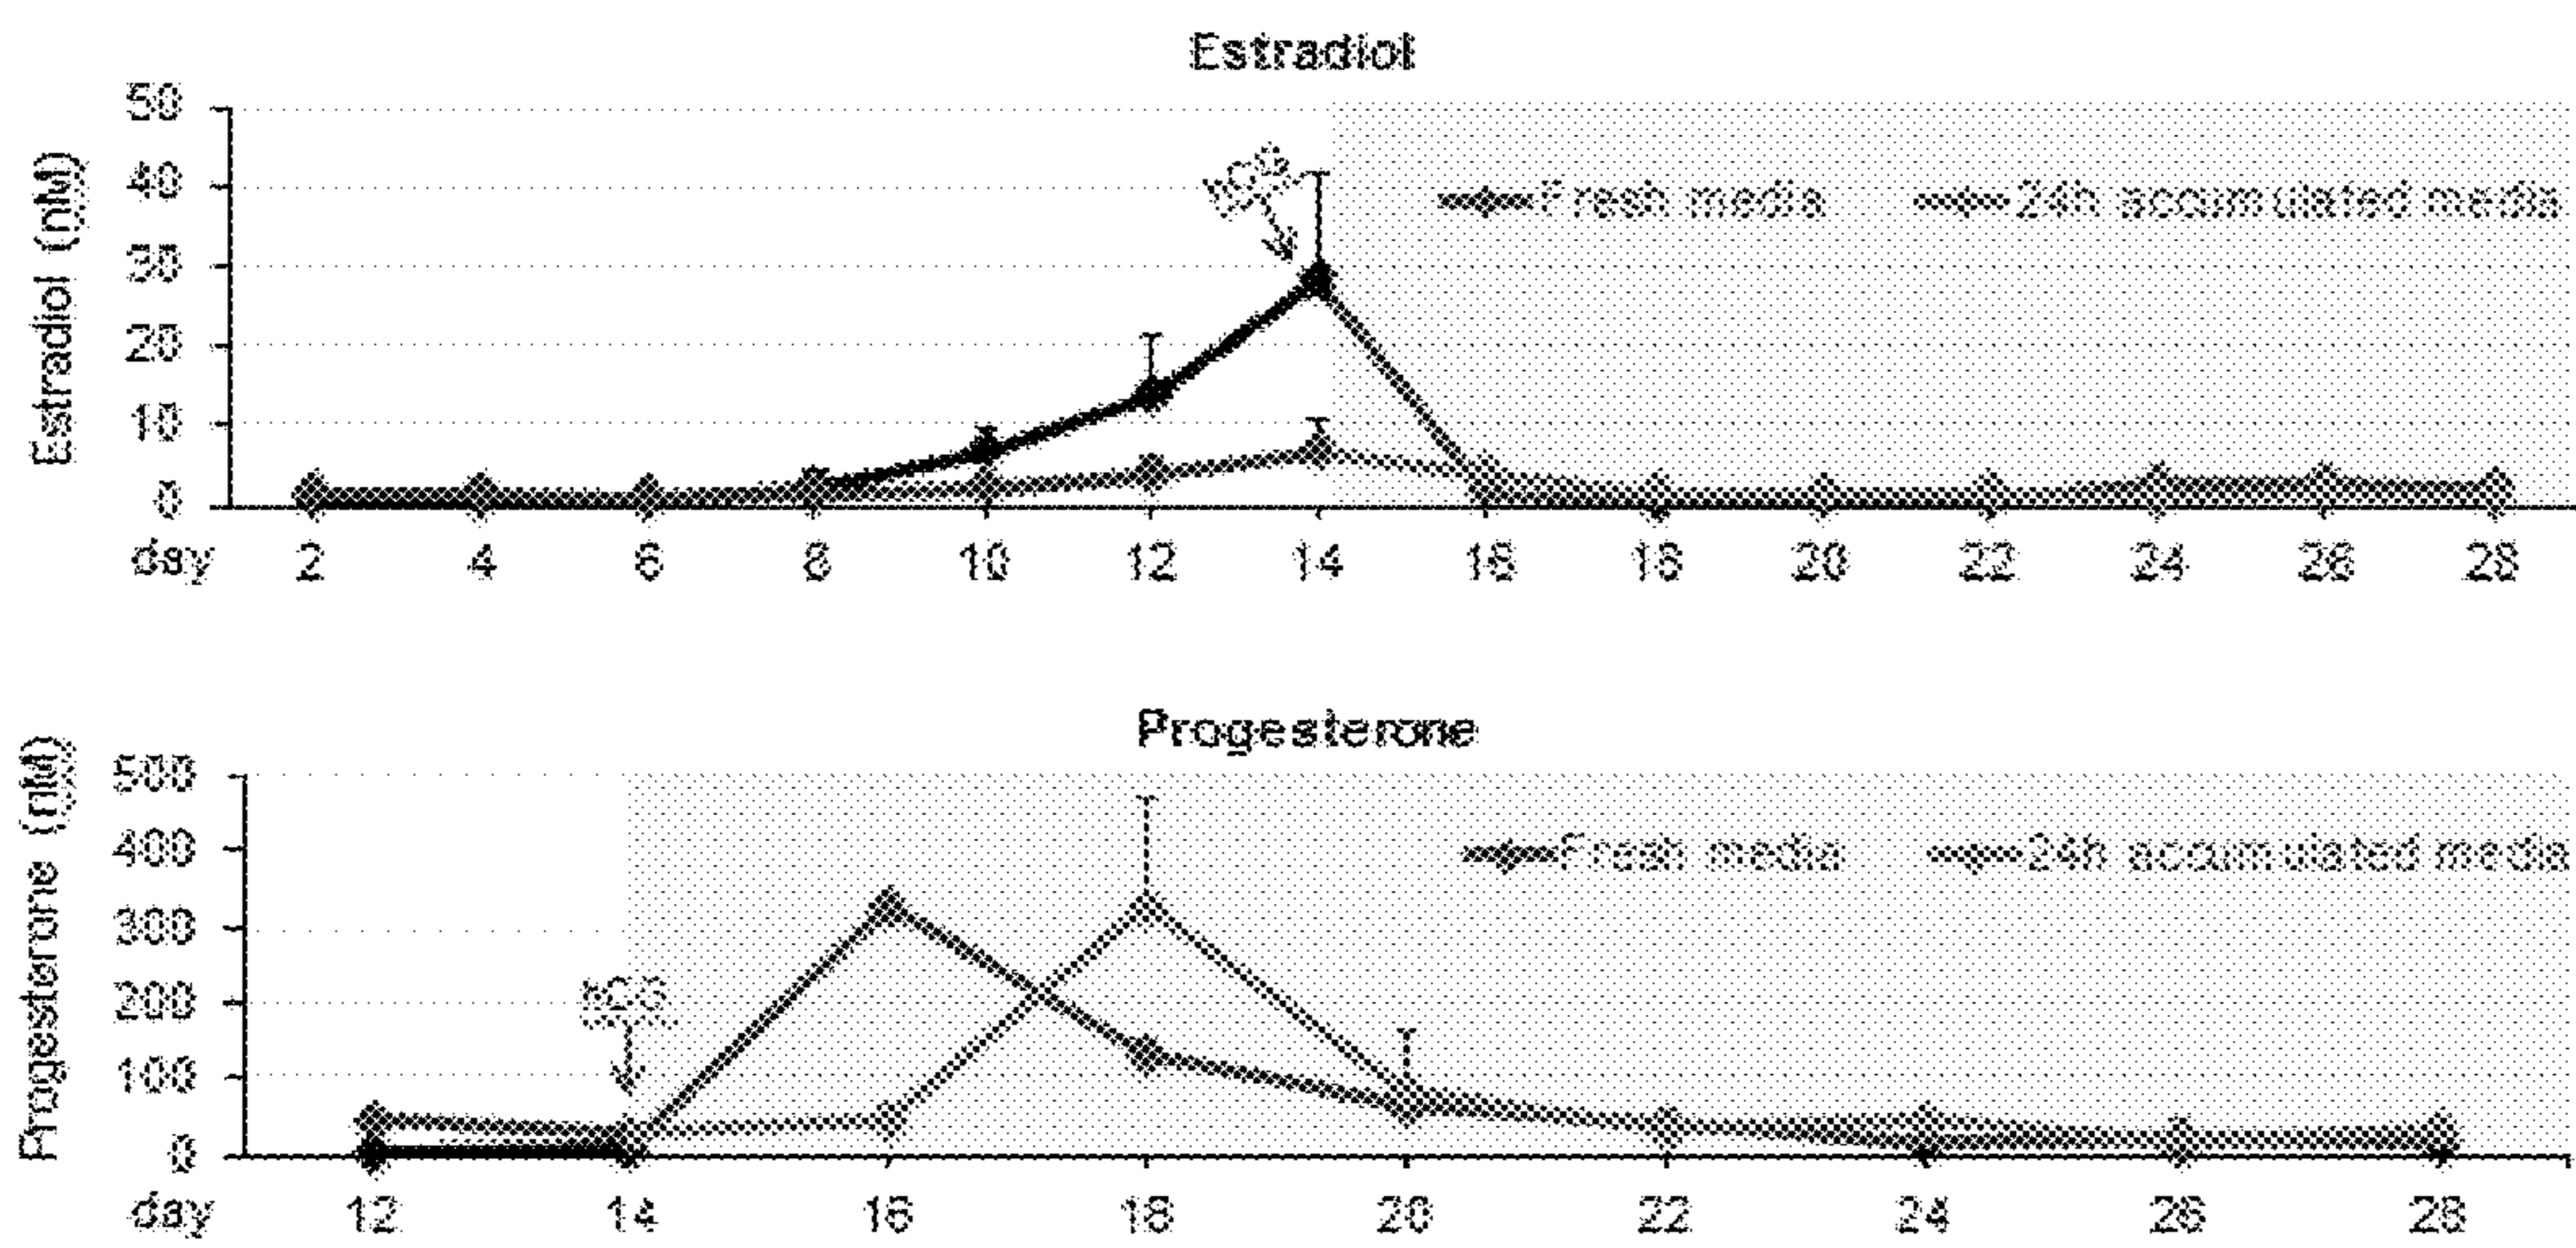 Estradiol
Estradiol (nM)
50
40
30
20
10
0
hCG
Fresh media
24h accumulated media
day 2 4 6 8 10 12 14 16 18 20 22 24 26 28
Progesterone
Progesterone (nM)
500
400
300
200
100
0
hCG
Fresh media
24h accumulated media
day 12 14 16 18 20 22 24 26 28